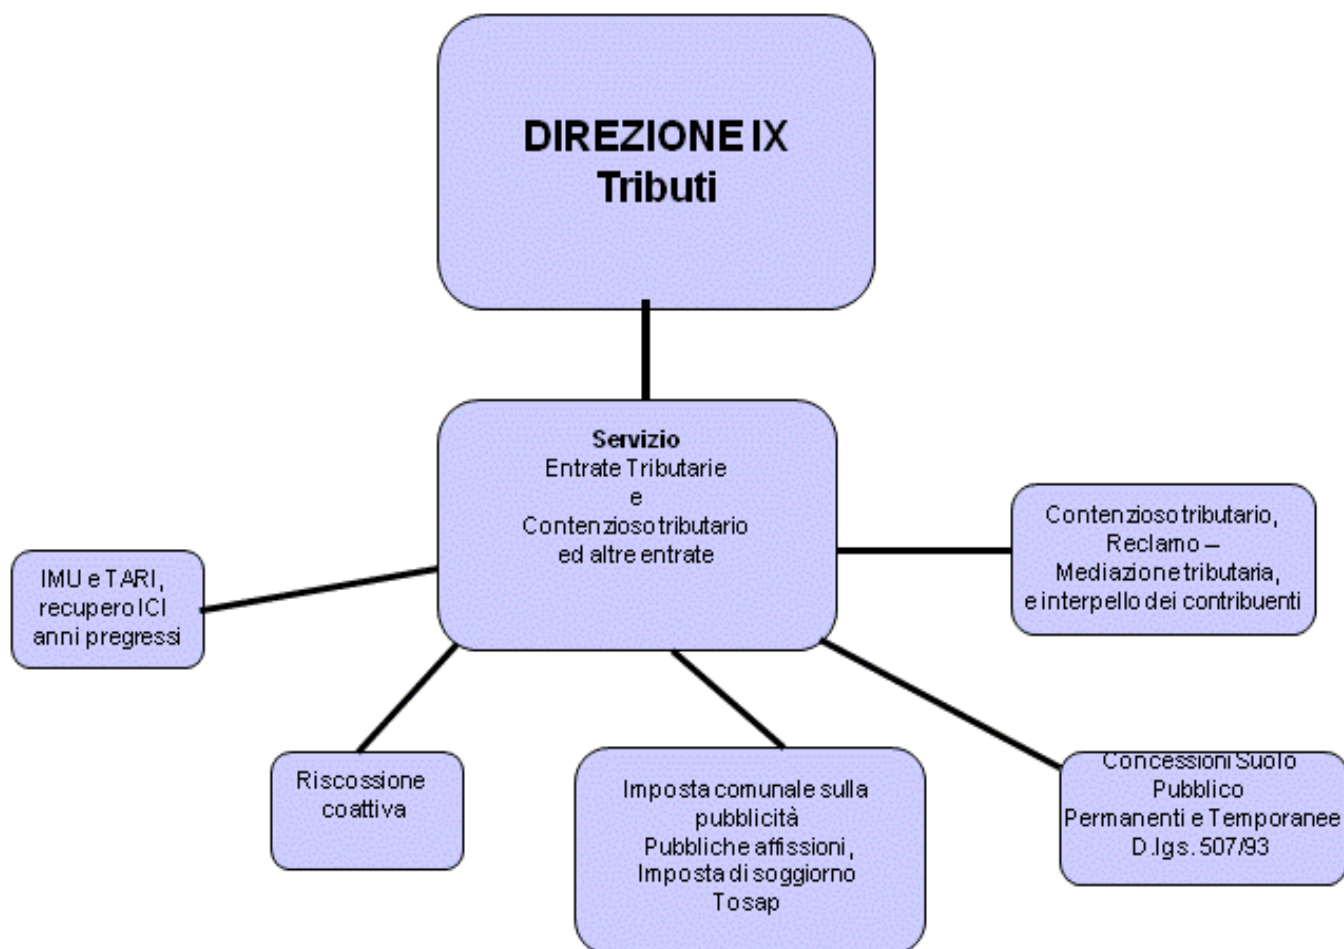 DIREZIONE IX
Tributi
Servizio
Entrate Tributarie
e
Contenzioso tributario
ed altre entrate
IMU e TARI,
recupero ICI
anni pregressi
Riscossione
coattiva
Imposta comunale sulla
pubblicità
Pubbliche affissioni,
Imposta di soggiorno
Tosap
Concessioni Suolo
Pubblico
Permanenti e Temporanee
D.lgs. 507/93
Contenzioso tributario,
Reclamo –
Mediazione tributaria,
e interpello dei contribuenti